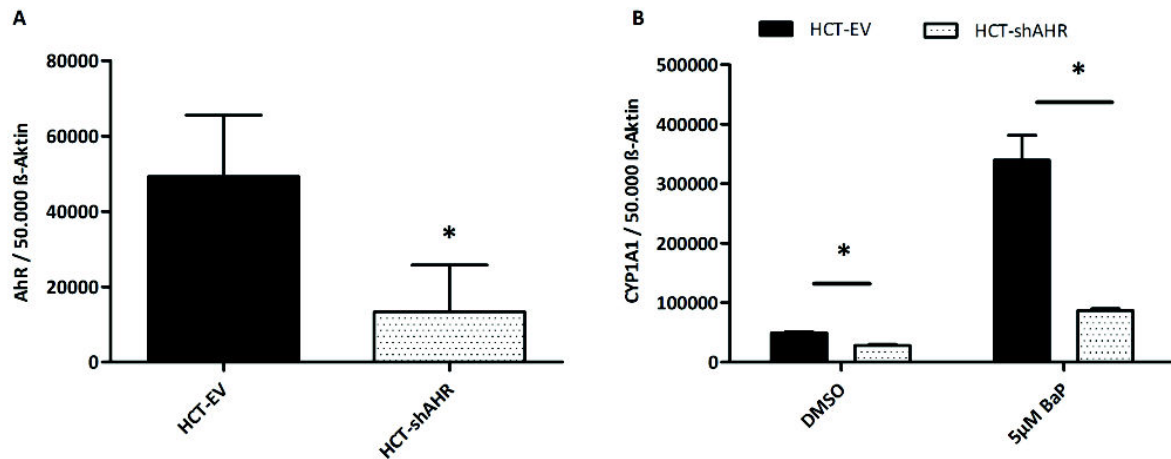 A
AhR / 50.000 ß-Aktin
80000
60000
40000
20000
0
*
HCT-EV
HCT-shAHR
B
HCT-EV
HCT-shAHR
CYP1A1 / 50.000 ß-Aktin
500000
400000
300000
200000
100000
0
*
*
DMSO
5µM BaP